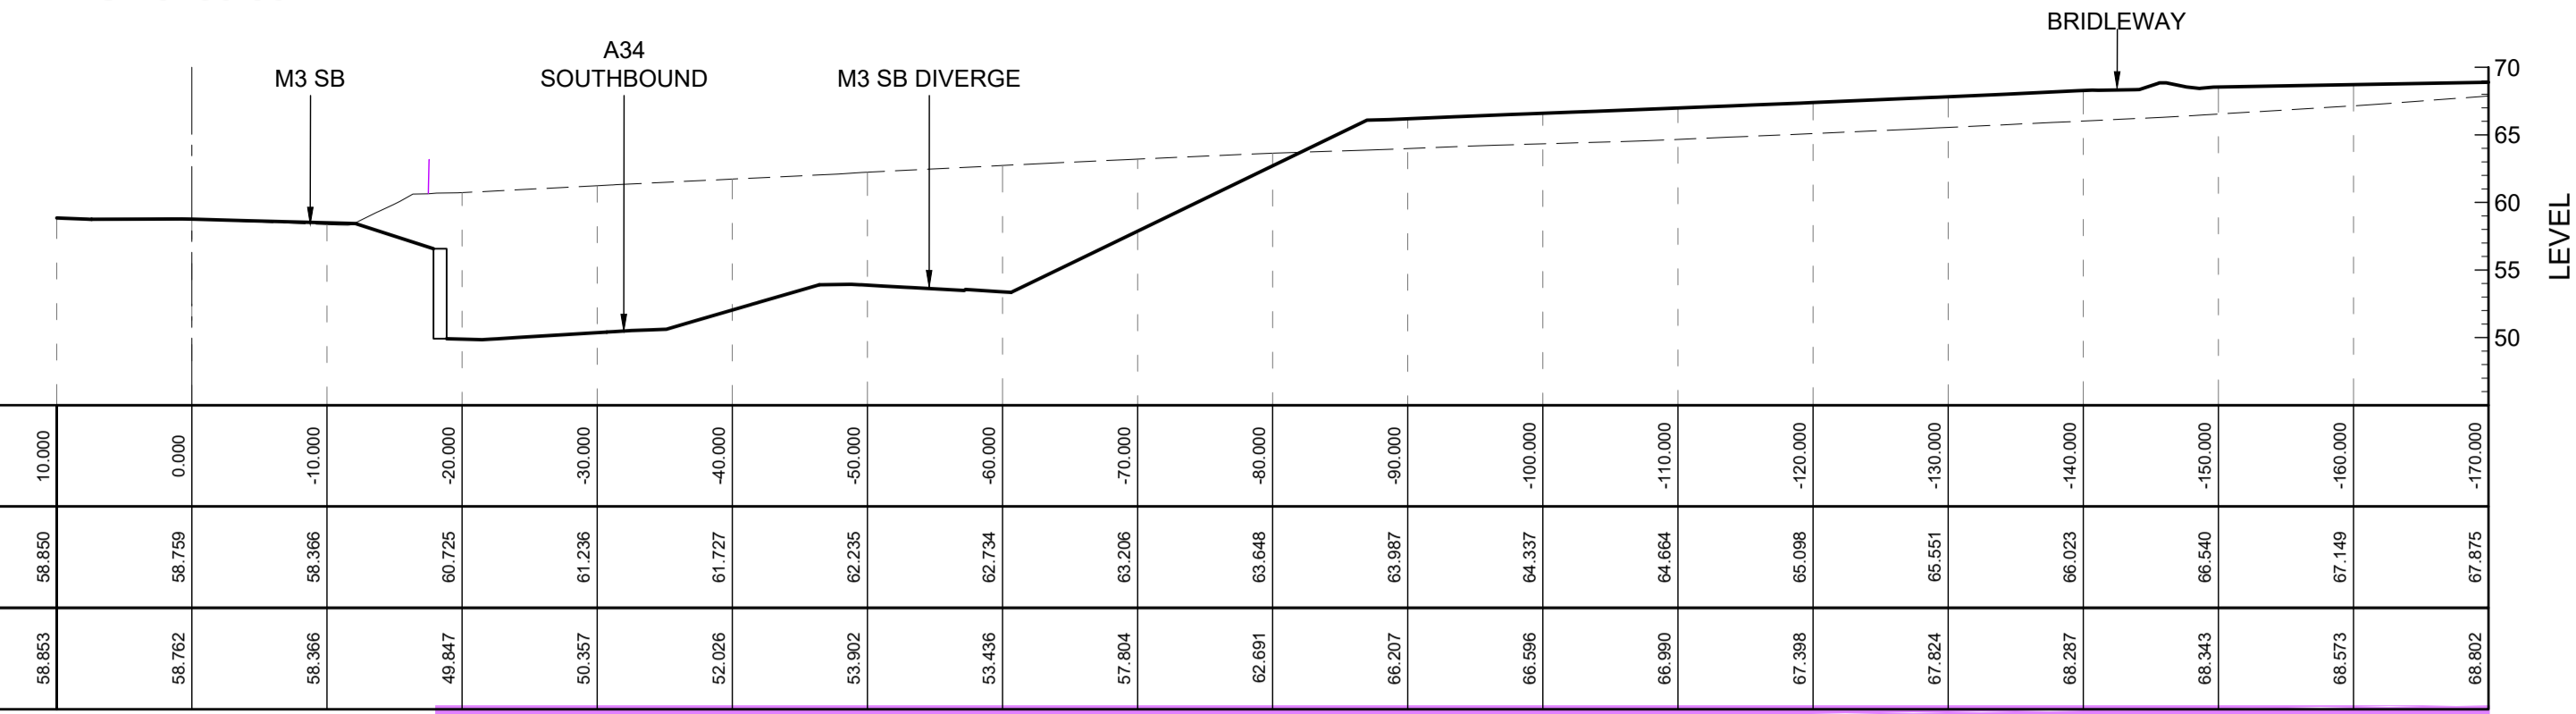 BRIDLEWAY
A34
SOUTHBOUND
M3 SB
M3 SB DIVERGE
70
65
60
55
50
LEVEL
10.000 0.000 -10.000 -20.000 -30.000 -40.000 -50.000 -60.000 -70.000 -80.000 -90.000 -100.000 -110.000 -120.000 -130.000 -140.000 -150.000 -160.000 -170.000
58.850 58.759 58.366 60.725 61.236 61.727 62.235 62.734 63.206 63.648 63.987 64.337 64.664 65.098 65.551 66.023 66.540 67.149 67.875
58.853 58.762 58.366 49.847 50.357 52.026 53.902 53.436 57.804 62.691 66.207 66.596 66.990 67.398 67.824 68.287 68.343 68.573 68.802